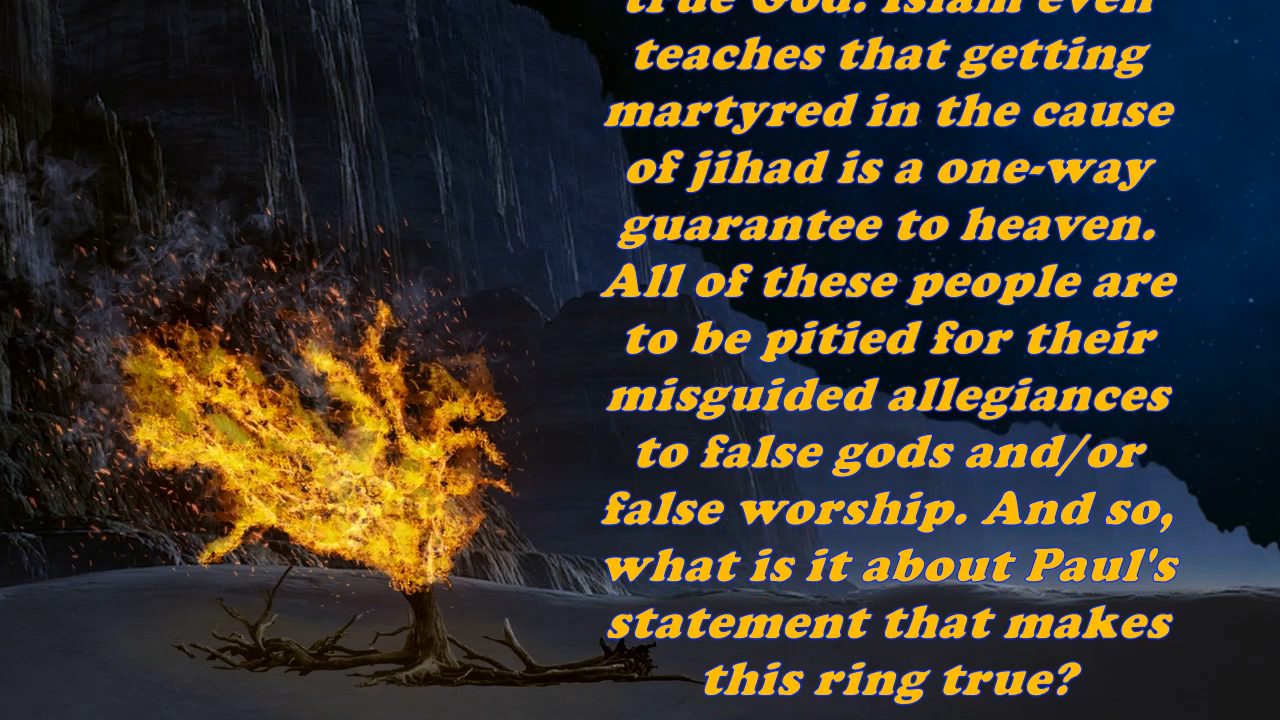 true God. Islam even
teaches that getting
martyred in the cause
of jihad is a one-way
guarantee to heaven.
All of these people are
to be pitied for their
misguided allegiances
to false gods and/or
false worship. And so,
what is it about Paul's
statement that makes
this ring true?